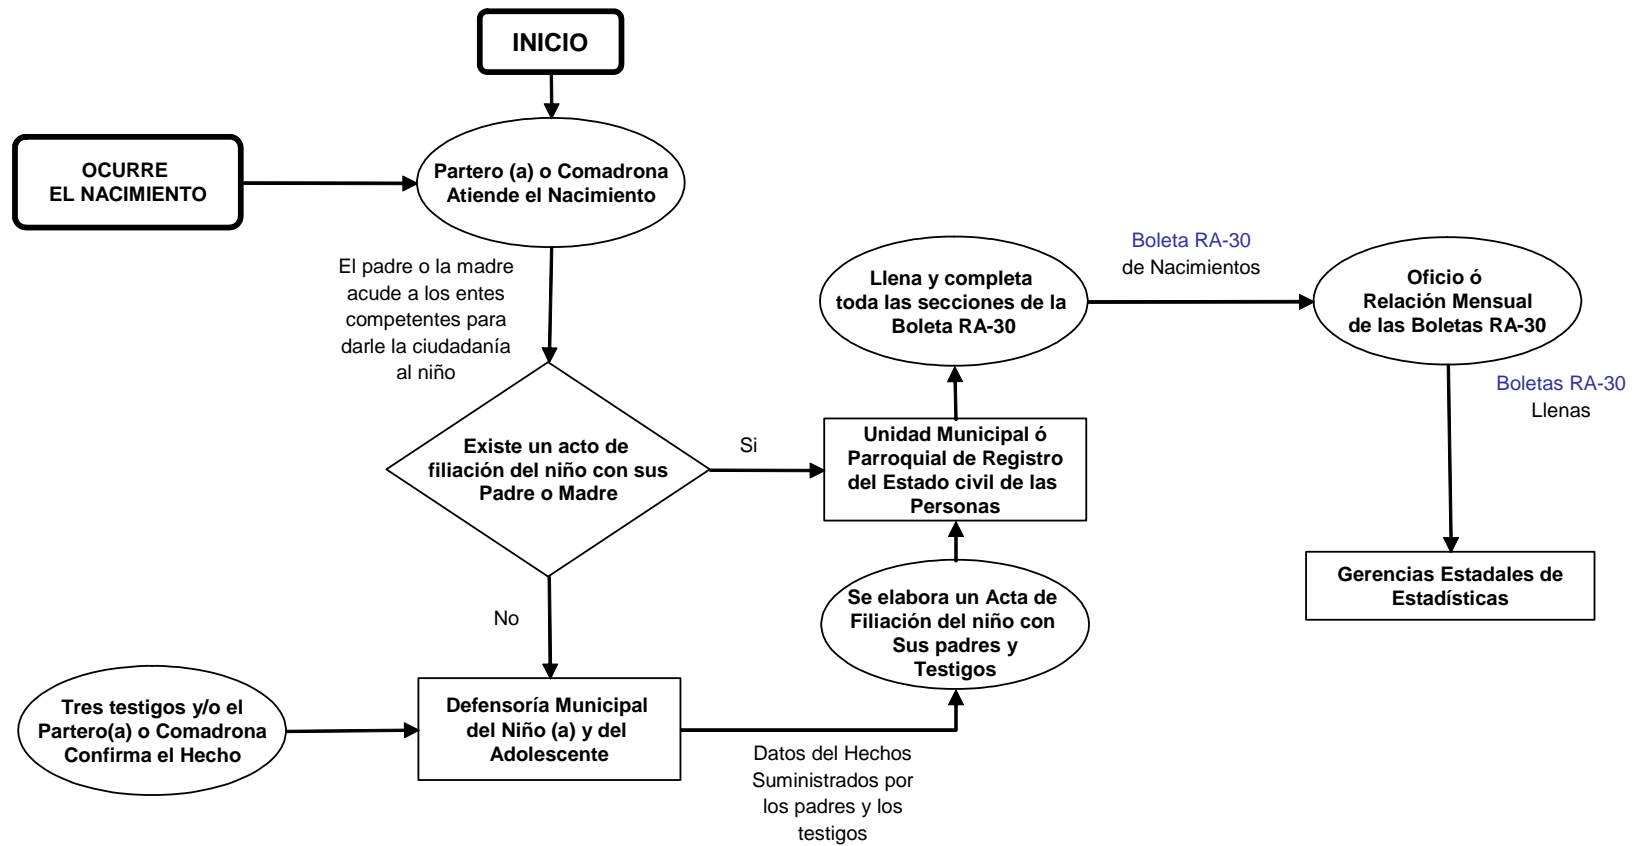 INICIO
OCURRE
EL NACIMIENTO
Partero (a) o Comadrona
Atiende el Nacimiento
El padre o la madre
acude a los entes
competentes para
darle la ciudadanía
al niño
Existe un acto de
filiación del niño con sus
Padre o Madre
Si
No
Tres testigos y/o el
Partero(a) o Comadrona
Confirma el Hecho
Defensoría Municipal
del Niño (a) y del
Adolescente
Datos del Hechos
Suministrados por
los padres y los
testigos
Se elabora un Acta de
Filiación del niño con
Sus padres y
Testigos
Unidad Municipal ó
Parroquial de Registro
del Estado civil de las
Personas
Llena y completa
toda las secciones de la
Boleta RA-30
Boleta RA-30
de Nacimientos
Oficio ó
Relación Mensual
de las Boletas RA-30
Boletas RA-30
Llenas
Gerencias Estadales de
Estadísticas